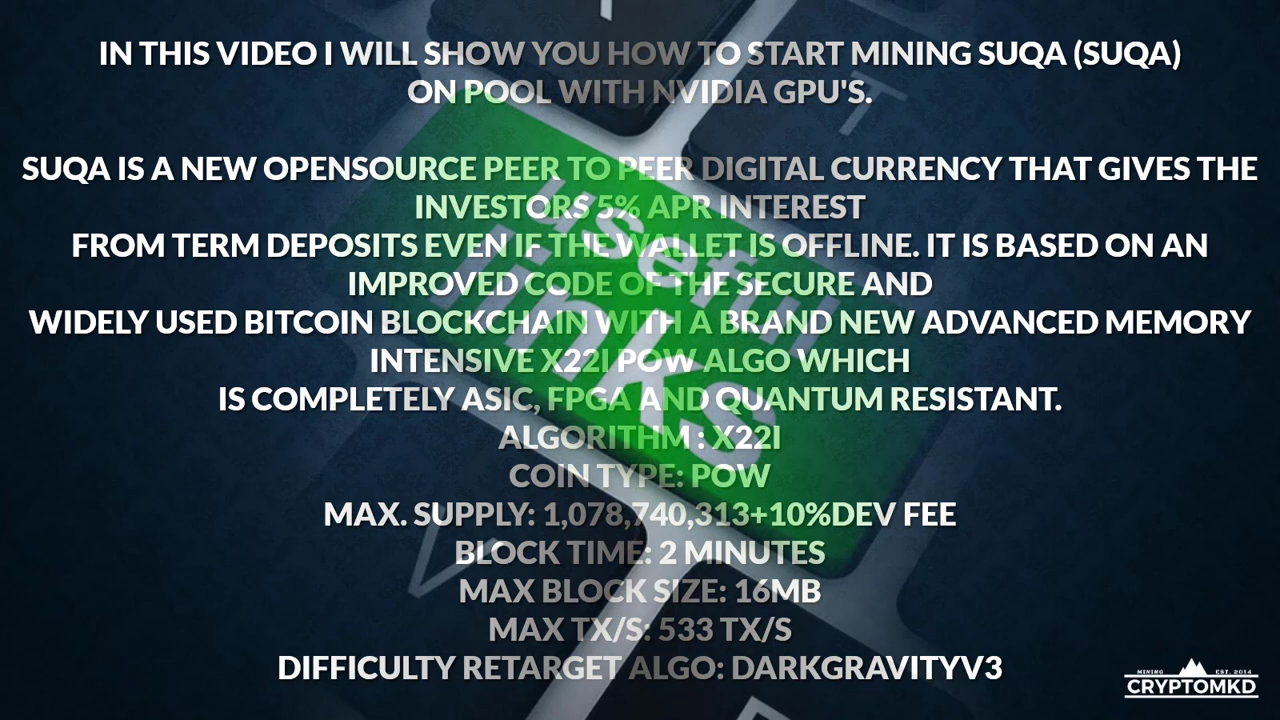 IN THIS VIDEO I WILL SHOW YOU HOW TO START MINING SUQA (SUQA)
ON POOL WITH NVIDIA GPU'S.
SUQA IS A NEW OPENSOURCE PEER TO PEER DIGITAL CURRENCY THAT GIVES THE
INVESTORS 5% APR INTEREST
FROM TERM DEPOSITS EVEN IF THE WALLET IS OFFLINE. IT IS BASED ON AN
IMPROVED CODE OF THE SECURE AND
WIDELY USED BITCOIN BLOCKCHAIN WITH A BRAND NEW ADVANCED MEMORY
INTENSIVE X22I POW ALGO WHICH
IS COMPLETELY ASIC, FPGA AND QUANTUM RESISTANT.
ALGORITHM : X22I
COIN TYPE: POW
MAX. SUPPLY: 1,078,740,313+10%DEV FEE
BLOCK TIME: 2 MINUTES
MAX BLOCK SIZE: 16MB
MAX TX/S: 533 TX/S
DIFFICULTY RETARGET ALGO: DARKGRAVITYV3
useful
links
MINING EST. 2014
CRYPTOMKD